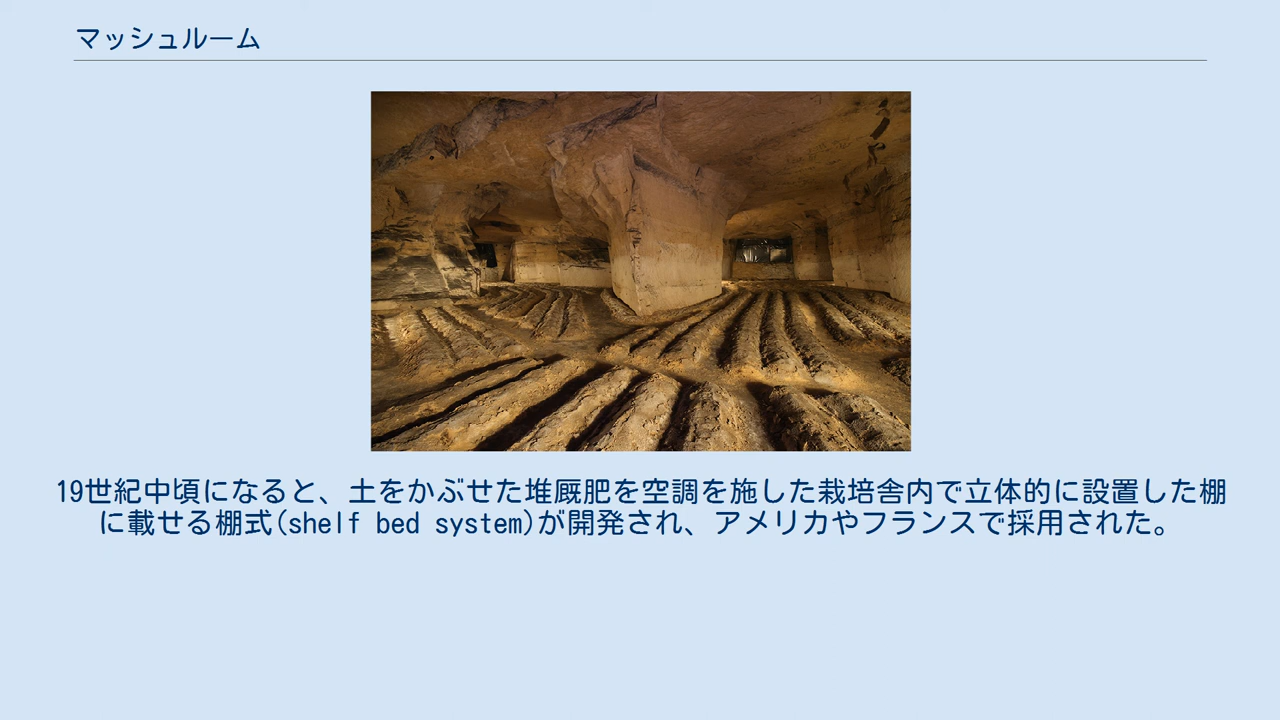 マッシュルーム
19世紀中頃になると、土をかぶせた堆厩肥を空調を施した栽培舎内で立体的に設置した棚
に載せる棚式(shelf bed system)が開発され、アメリカやフランスで採用された。